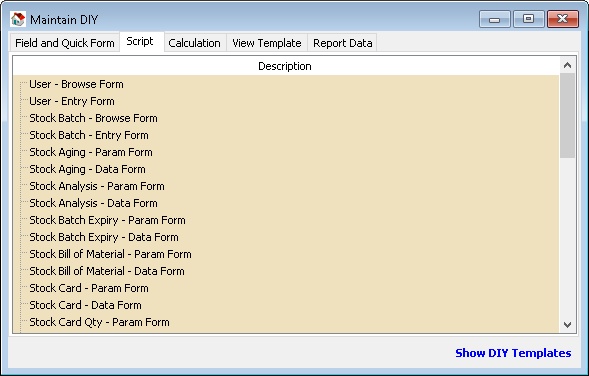 Maintain DIY
Field and Quick Form Script Calculation View Template Report Data
Description
User - Browse Form
User - Entry Form
Stock Batch - Browse Form
Stock Batch - Entry Form
Stock Aging - Param Form
Stock Aging - Data Form
Stock Analysis - Param Form
Stock Analysis - Data Form
Stock Batch Expiry - Param Form
Stock Batch Expiry - Data Form
Stock Bill of Material - Param Form
Stock Bill of Material - Data Form
Stock Card - Param Form
Stock Card - Data Form
Stock Card Qty - Param Form
Show DIY Templates